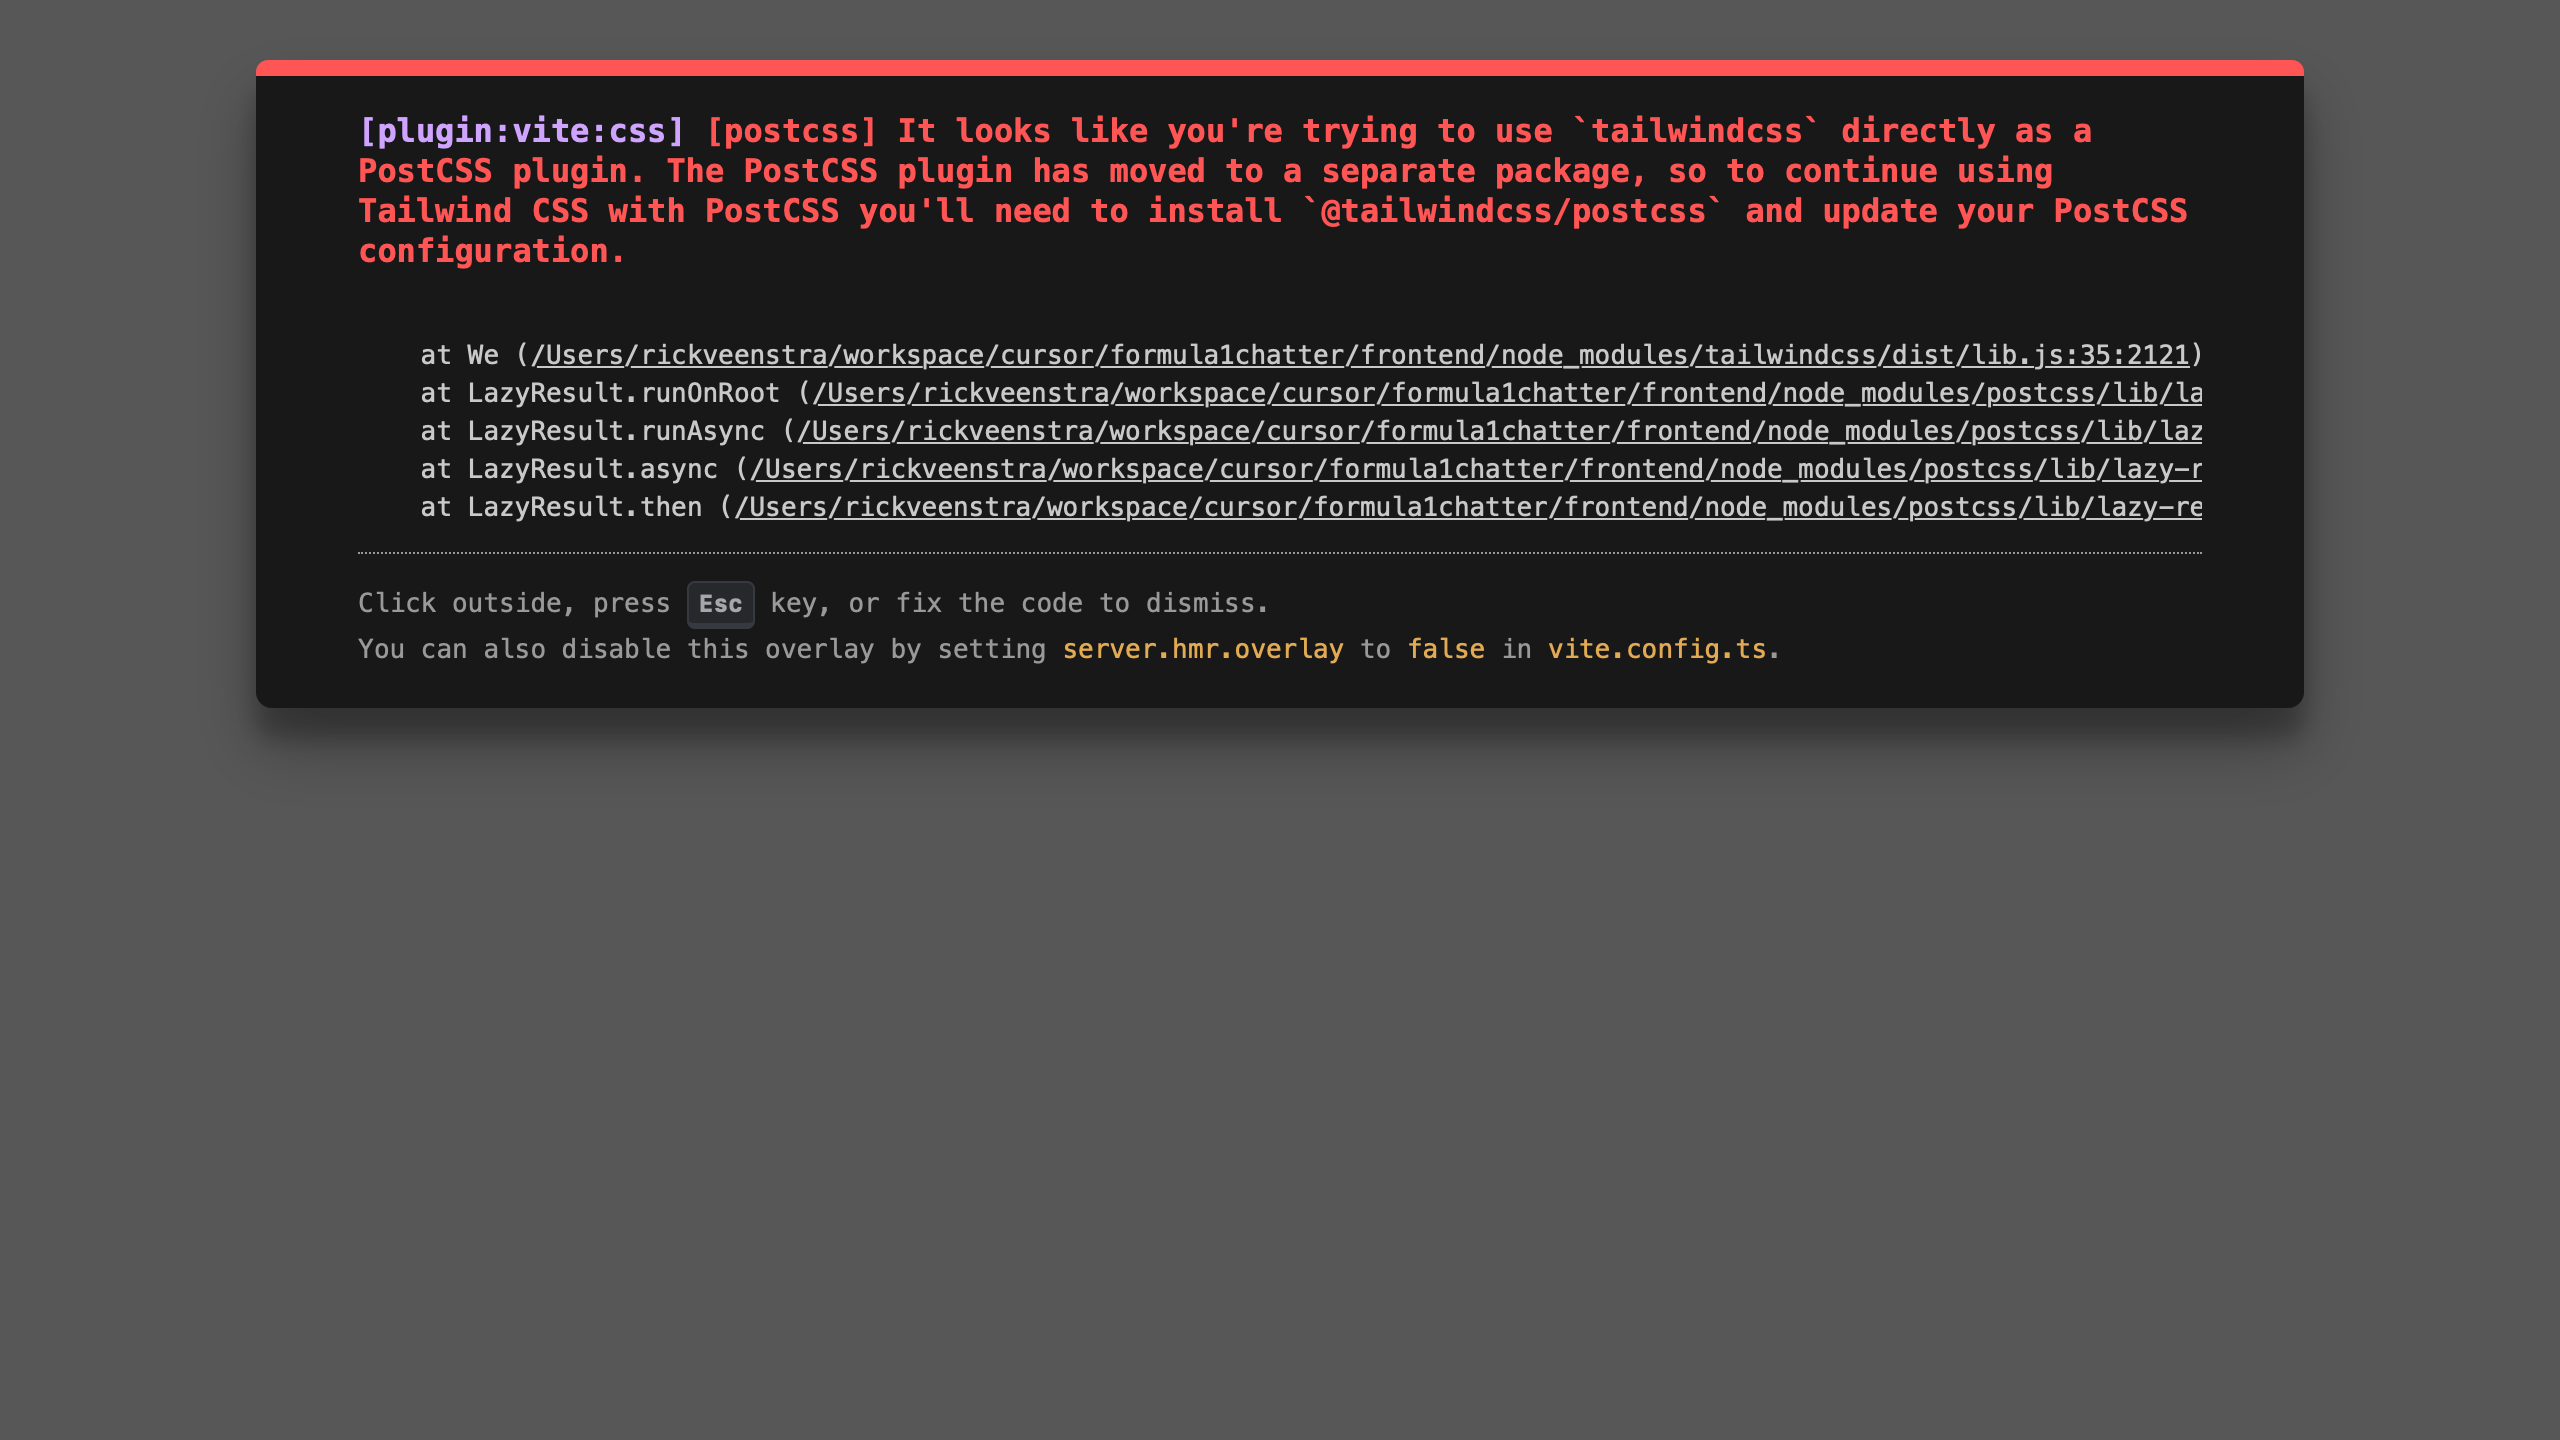 [plugin:vite:css] [postcss] It looks like you're trying to use `tailwindcss` directly as a
PostCSS plugin. The PostCSS plugin has moved to a separate package, so to continue using
Tailwind CSS with PostCSS you'll need to install `@tailwindcss/postcss` and update your PostCSS
configuration.
at We (/Users/rickveenstra/workspace/cursor/formula1chatter/frontend/node_modules/tailwindcss/dist/lib.js:35:2121)
at LazyResult.runOnRoot (/Users/rickveenstra/workspace/cursor/formula1chatter/frontend/node_modules/postcss/lib/la
at LazyResult.runAsync (/Users/rickveenstra/workspace/cursor/formula1chatter/frontend/node_modules/postcss/lib/laz
at LazyResult.async (/Users/rickveenstra/workspace/cursor/formula1chatter/frontend/node_modules/postcss/lib/lazy-r
at LazyResult.then (/Users/rickveenstra/workspace/cursor/formula1chatter/frontend/node_modules/postcss/lib/lazy-re
Click outside, press Esc key, or fix the code to dismiss.
You can also disable this overlay by setting server.hmr.overlay to false in vite.config.ts.